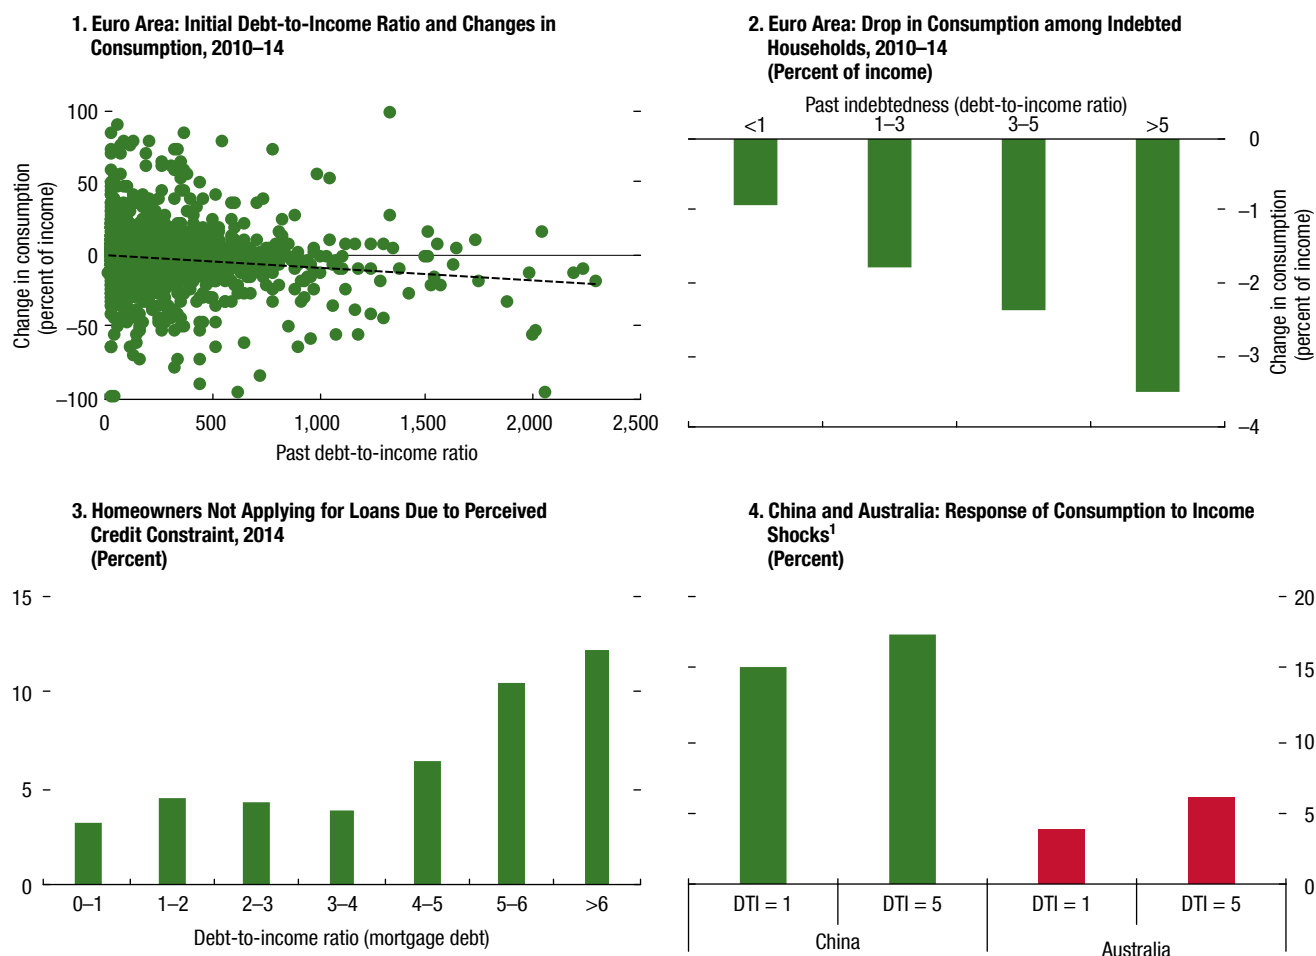 1. Euro Area: Initial Debt-to-Income Ratio and Changes in
Consumption, 2010–14
100
50
0
–50
–100
Change in consumption
(percent of income)
0
500
1,000
1,500
2,000
2,500
Past debt-to-income ratio
2. Euro Area: Drop in Consumption among Indebted
Households, 2010–14
(Percent of income)
Past indebtedness (debt-to-income ratio)
<1
1–3
3–5
>5
0
–1
–2
–3
–4
Change in consumption
(percent of income)
3. Homeowners Not Applying for Loans Due to Perceived
Credit Constraint, 2014
(Percent)
15
10
5
0
0–1
1–2
2–3
3–4
4–5
5–6
>6
Debt-to-income ratio (mortgage debt)
4. China and Australia: Response of Consumption to Income
Shocks¹
(Percent)
20
15
10
5
0
DTI = 1
DTI = 5
DTI = 1
DTI = 5
China
Australia